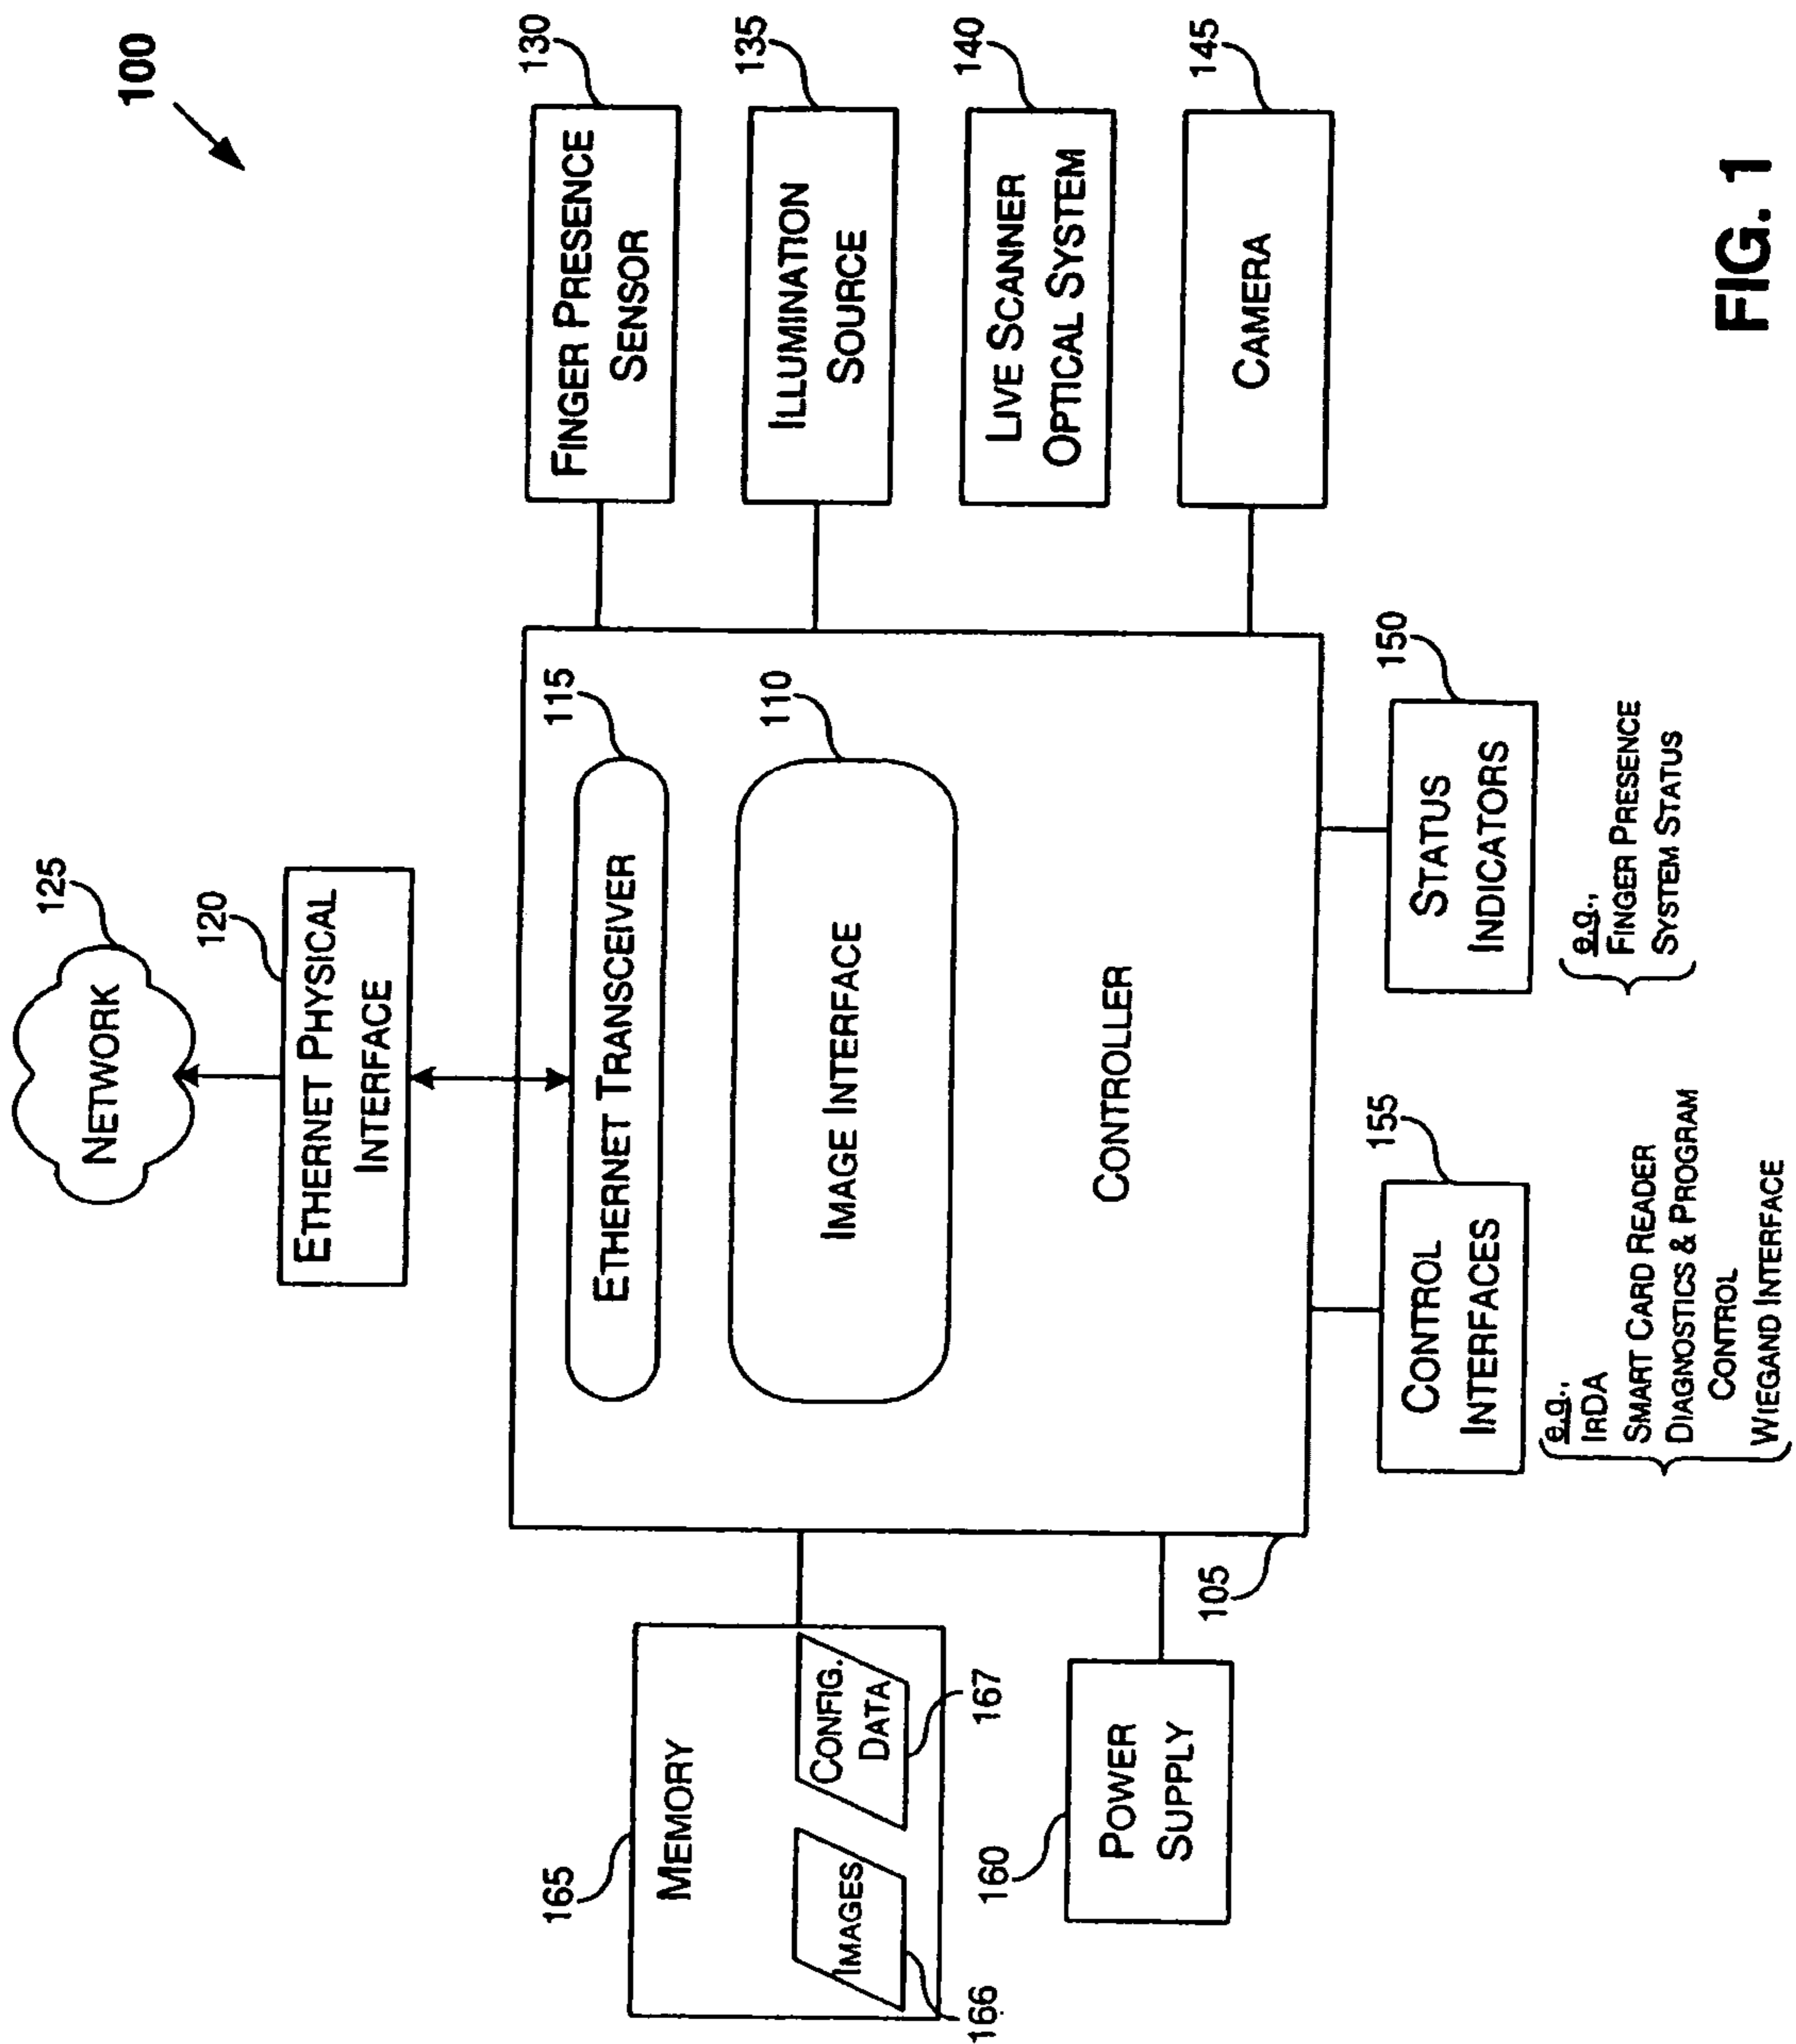 100
NETWORK
125
ETHERNET PHYSICAL
INTERFACE
120
ETHERNET TRANSCEIVER
115
IMAGE INTERFACE
110
CONTROLLER
105
FINGER PRESENCE
SENSOR
130
ILLUMINATION
SOURCE
135
LIVE SCANNER
OPTICAL SYSTEM
140
CAMERA
145
165
MEMORY
IMAGES
166
CONFIG.
DATA
167
160
POWER
SUPPLY
CONTROL
INTERFACES
155
e.g.,
IRDA
SMART CARD READER
DIAGNOSTICS & PROGRAM
CONTROL
WIEGAND INTERFACE
STATUS
INDICATORS
150
e.g.,
FINGER PRESENCE
SYSTEM STATUS
FIG. 1